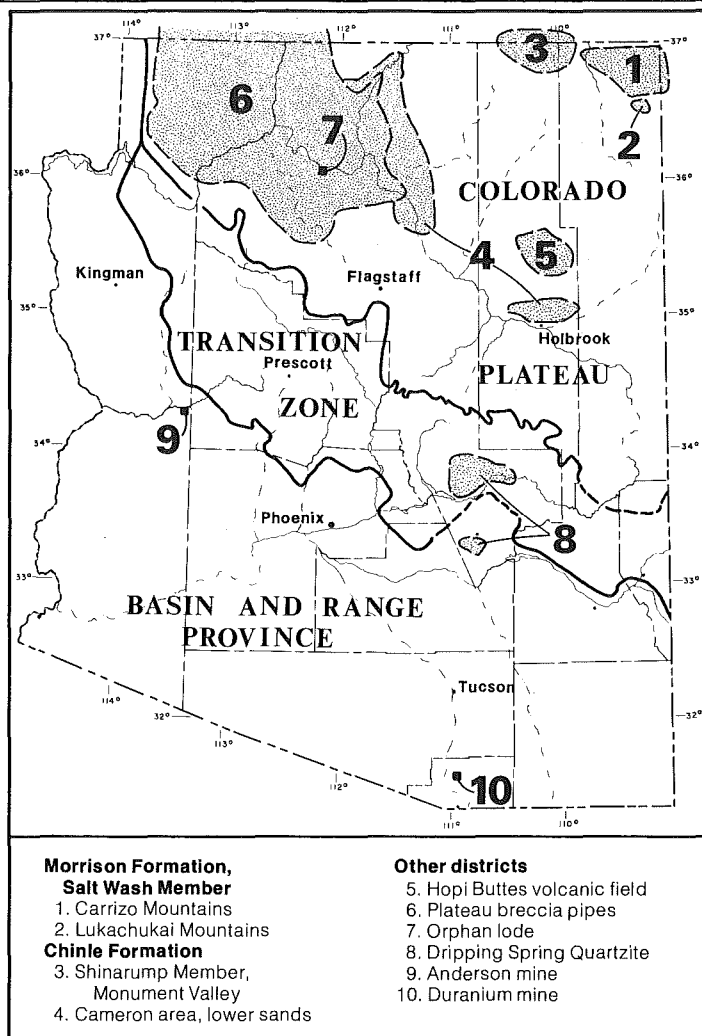 114°
113°
112°
111°
110°
37°
37°
3
1
6
7
2
36°
36°
COLORADO
4
5
Kingman
Flagstaff
35°
35°
Holbrook
TRANSITION
Prescott
PLATEAU
ZONE
9
34°
34°
Phoenix
8
33°
33°
BASIN AND RANGE
PROVINCE
Tucson
114°
32°
32°
113°
112°
10
111°
110°
Morrison Formation,
Salt Wash Member
1. Carrizo Mountains
2. Lukachukai Mountains
Chinle Formation
3. Shinarump Member,
Monument Valley
4. Cameron area, lower sands
Other districts
5. Hopi Buttes volcanic field
6. Plateau breccia pipes
7. Orphan lode
8. Dripping Spring Quartzite
9. Anderson mine
10. Duranium mine